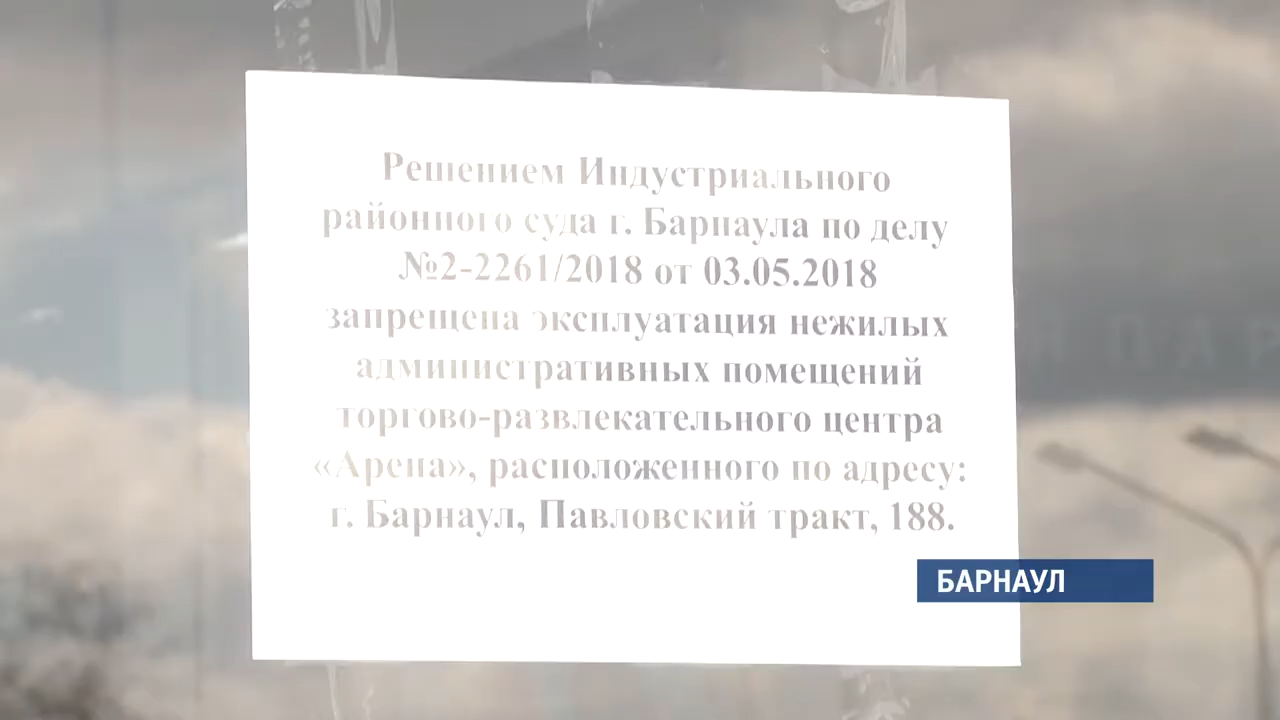 Решением Индустриального
районного суда г. Барнаула по делу
№2-2261/2018 от 03.05.2018
запрещена эксплуатация нежилых
административных помещений
торгово-развлекательного центра
«Арена», расположенного по адресу:
г. Барнаул, Павловский тракт, 188.
БАРНАУЛ